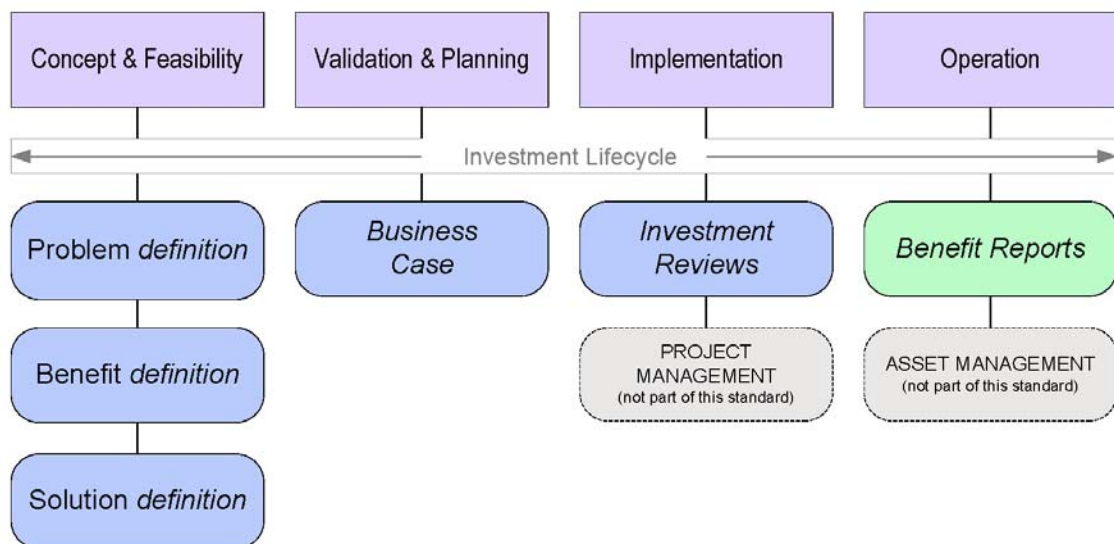 Concept & Feasibility
Validation & Planning
Implementation
Operation
Investment Lifecycle
Problem definition
Benefit definition
Solution definition
Business
Case
Investment
Reviews
PROJECT
MANAGEMENT
(not part of this standard)
Benefit Reports
ASSET MANAGEMENT
(not part of this standard)